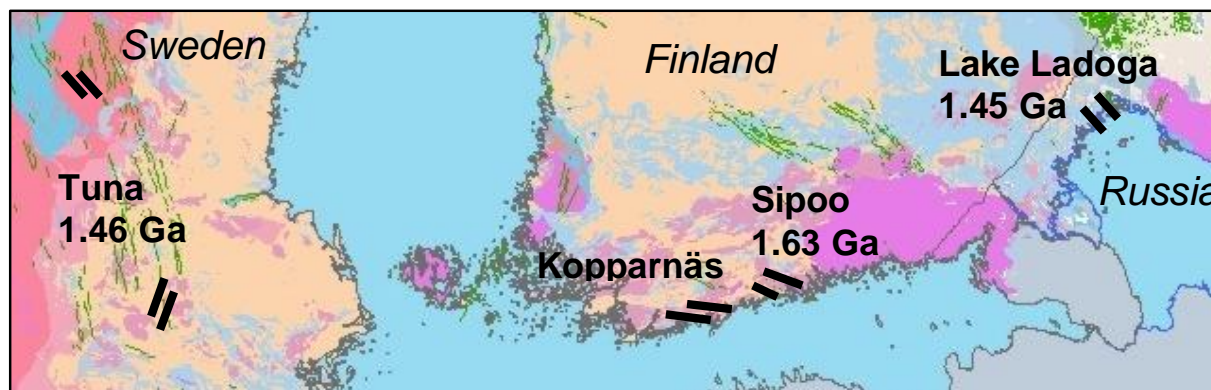 Sweden
Finland
Lake Ladoga
1.45 Ga
Tuna
1.46 Ga
Sipoo
1.63 Ga
Russia
Kopparnäs